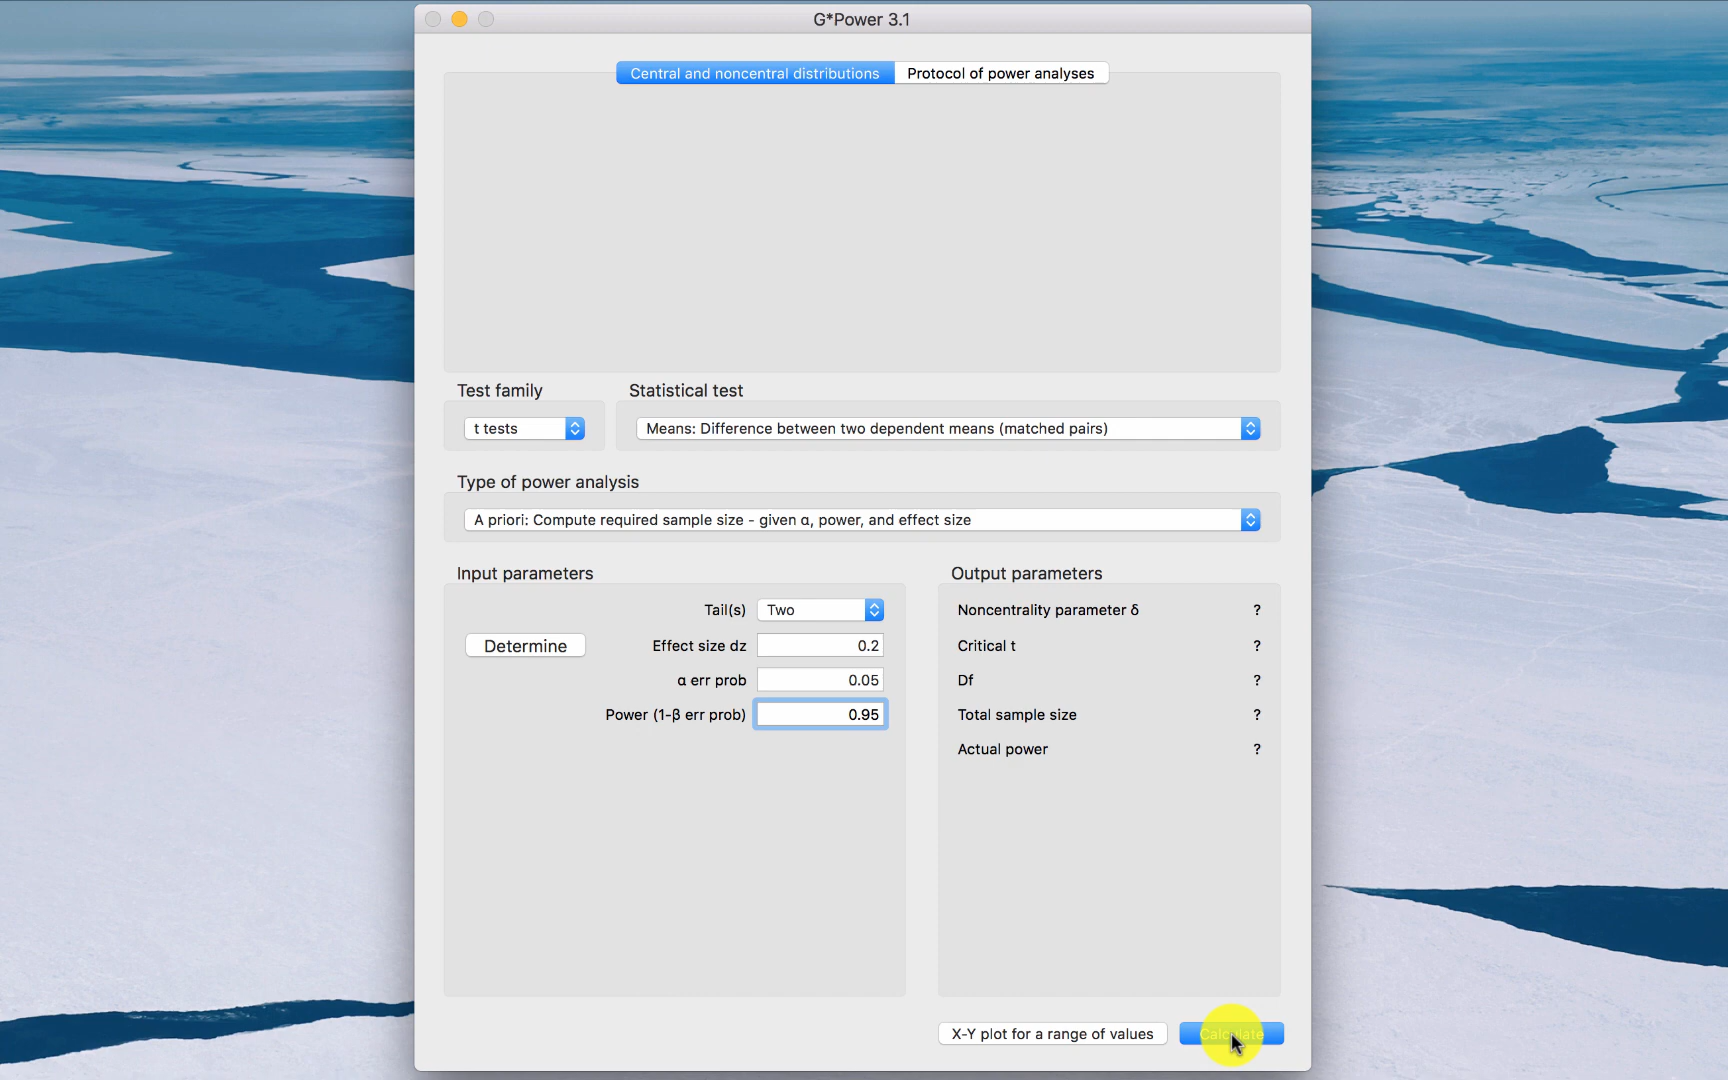 G*Power 3.1
Central and noncentral distributions Protocol of power analyses
Test family Statistical test
t tests Means: Difference between two dependent means (matched pairs)
Type of power analysis
A priori: Compute required sample size - given α, power, and effect size
Input parameters Output parameters
Tail(s) Two Noncentrality parameter δ ?
Determine Effect size dz 0.2 Critical t ?
α err prob 0.05 Df ?
Power (1-β err prob) 0.95 Total sample size ?
Actual power ?
X-Y plot for a range of values Calculate